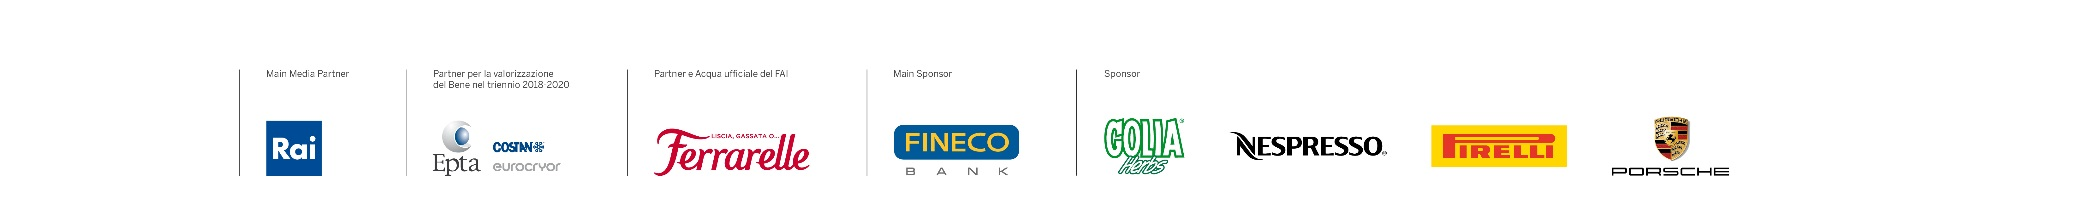 Main Media Partner
Rai
Partner per la valorizzazione
del Bene nel triennio 2018-2020
Epta
COSTAN
eurocryor
Partner e Acqua ufficiale del FAI
LISCIA, GASSATA O...
Ferrarelle
Main Sponsor
FINECO
BANK
Sponsor
GOLIA
Herbs
NESPRESSO®
PIRELLI
PORSCHE